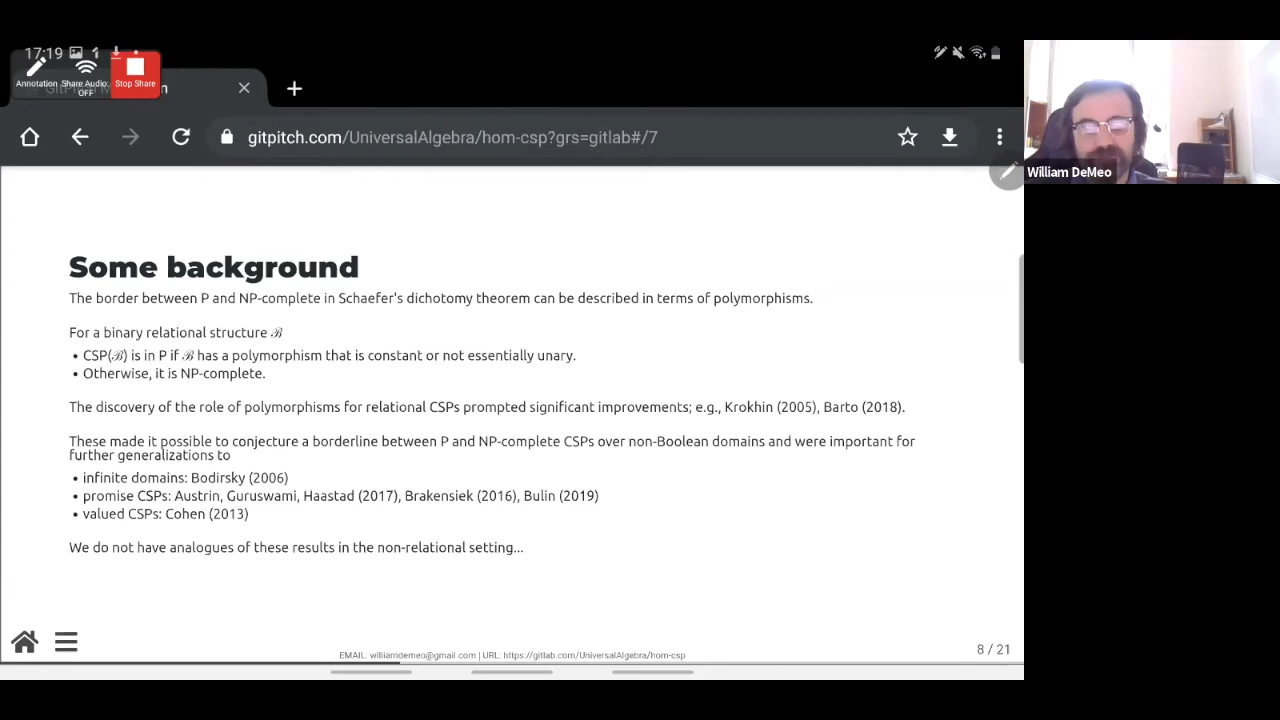 17:19
Annotation Share Audio: OFF Stop Share
gitpitch.com/UniversalAlgebra/hom-csp?grs=gitlab#/7
William DeMeo
Some background
The border between P and NP-complete in Schaefer's dichotomy theorem can be described in terms of polymorphisms.
For a binary relational structure ℬ
• CSP(ℬ) is in P if ℬ has a polymorphism that is constant or not essentially unary.
• Otherwise, it is NP-complete.
The discovery of the role of polymorphisms for relational CSPs prompted significant improvements; e.g., Krokhin (2005), Barto (2018).
These made it possible to conjecture a borderline between P and NP-complete CSPs over non-Boolean domains and were important for
further generalizations to
• infinite domains: Bodirsky (2006)
• promise CSPs: Austrin, Guruswami, Haastad (2017), Brakensiek (2016), Bulin (2019)
• valued CSPs: Cohen (2013)
We do not have analogues of these results in the non-relational setting...
8 / 21
EMAIL: williamdemeo@gmail.com | URL: https://gitlab.com/UniversalAlgebra/hom-csp